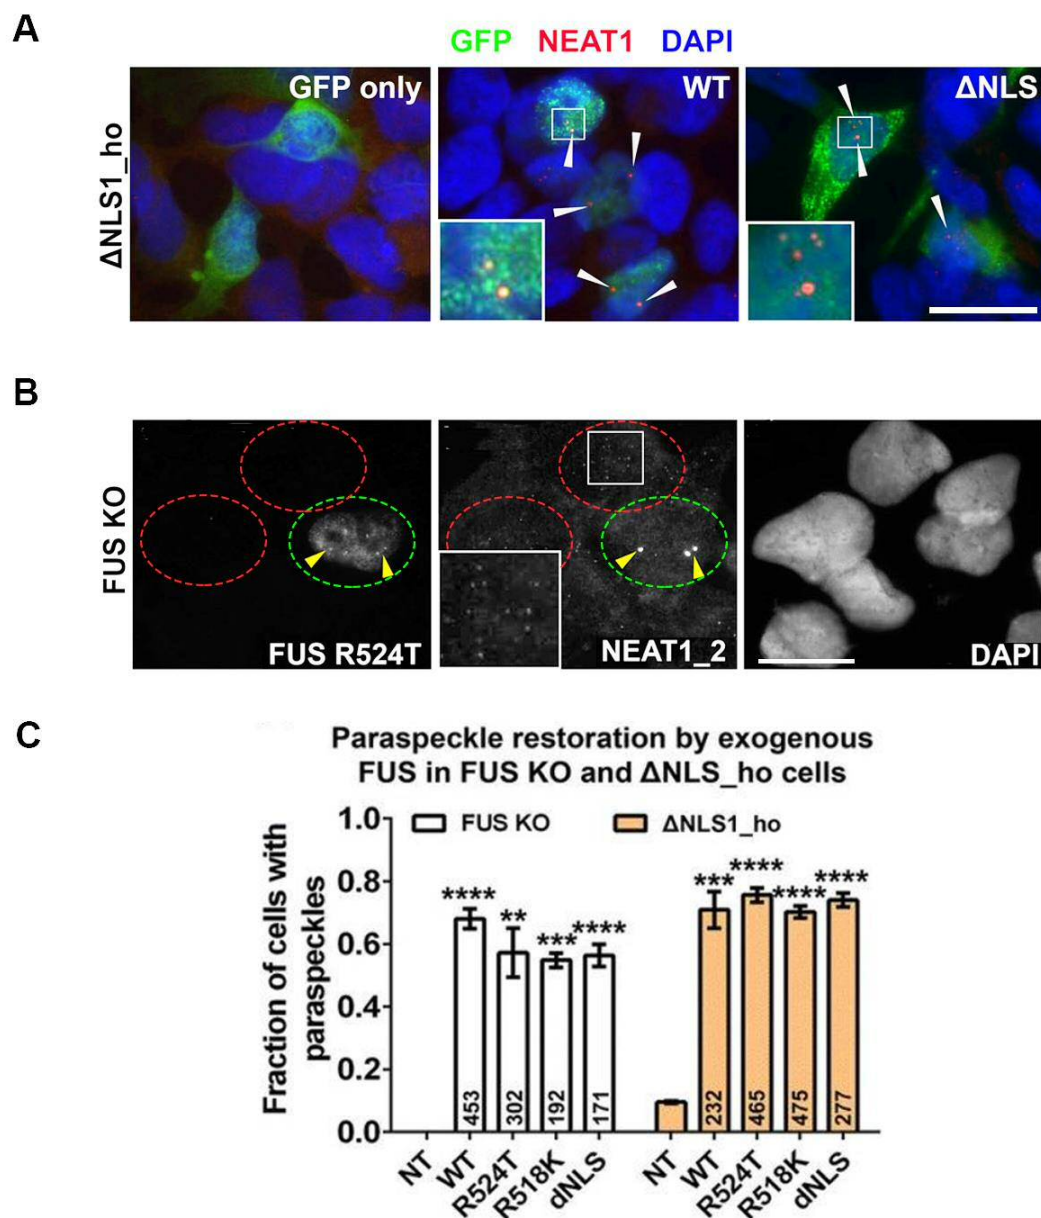 A
GFP NEAT1 DAPI
ΔNLS1_ho
GFP only
WT
ΔNLS
B
FUS KO
FUS R524T
NEAT1_2
DAPI
C
Paraspeckle restoration by exogenous
FUS in FUS KO and ΔNLS_ho cells
Fraction of cells with
paraspeckles
1.0
0.8
0.6
0.4
0.2
0.0
FUS KO
ΔNLS1_ho
****
**
***
****
***
****
****
****
453
302
192
171
232
465
475
277
NT
WT
R524T
R518K
dNLS
NT
WT
R524T
R518K
dNLS